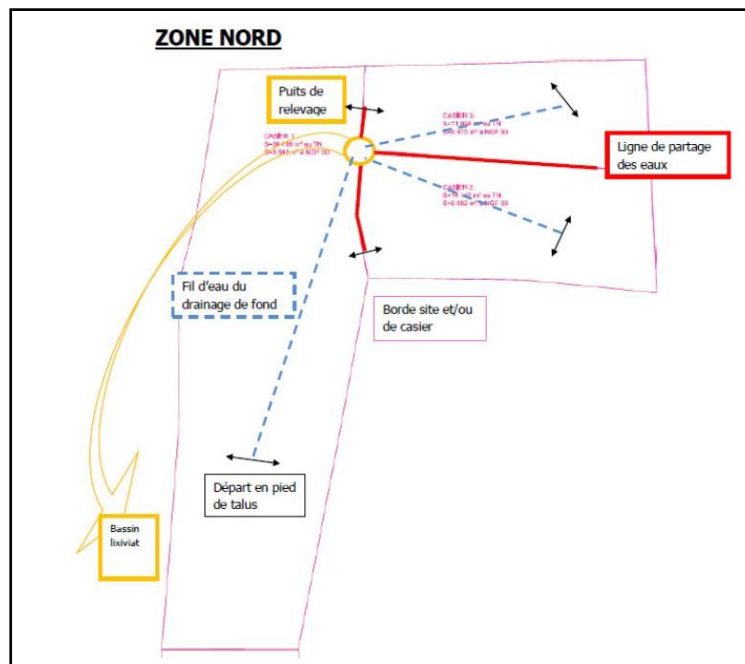 ZONE NORD
Puits de
relevage
CASIER 3:
CASIER 1
Ligne de partage
des eaux
CASIER 2:
Fil d'eau du
drainage de fond
Borde site et/ou
de casier
Départ en pied
de talus
Bassin
lixiviat